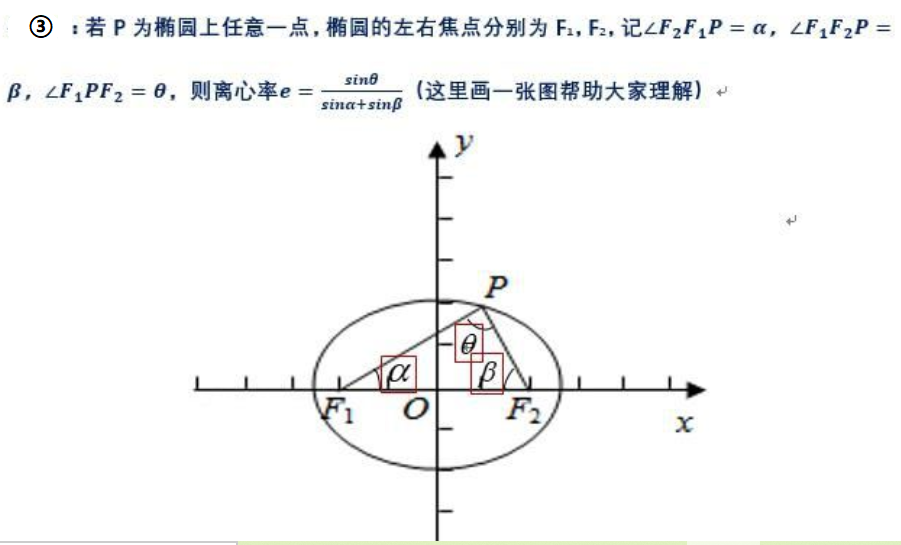 ③ :若 P 为椭圆上任意一点,椭圆的左右焦点分别为 F₁, F₂, 记∠F₂F₁P = α, ∠F₁F₂P =
β, ∠F₁PF₂ = θ, 则离心率e = sinθ / (sinα+sinβ) (这里画一张图帮助大家理解)
y
P
θ
α β
F₁ O F₂
x